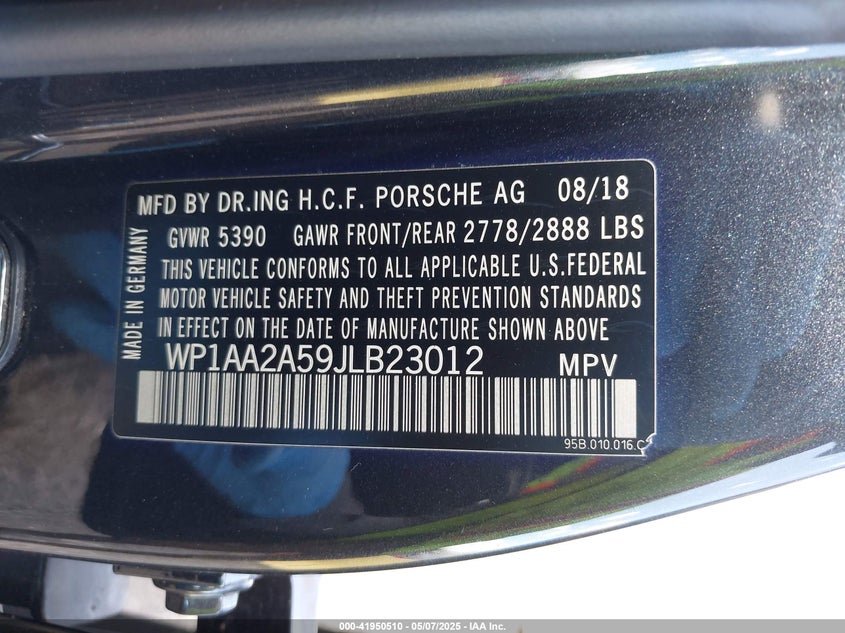 MFD BY DR.ING H.C.F. PORSCHE AG 08/18
GVWR 5390 GAWR FRONT/REAR 2778/2888 LBS
THIS VEHICLE CONFORMS TO ALL APPLICABLE U.S.FEDERAL
MOTOR VEHICLE SAFETY AND THEFT PREVENTION STANDARDS
IN EFFECT ON THE DATE OF MANUFACTURE SHOWN ABOVE
WP1AA2A59JLB23012 MPV
95B.010.016.C
MADE IN GERMANY
000-41950510 | 05/07/2025 | IAA Inc.